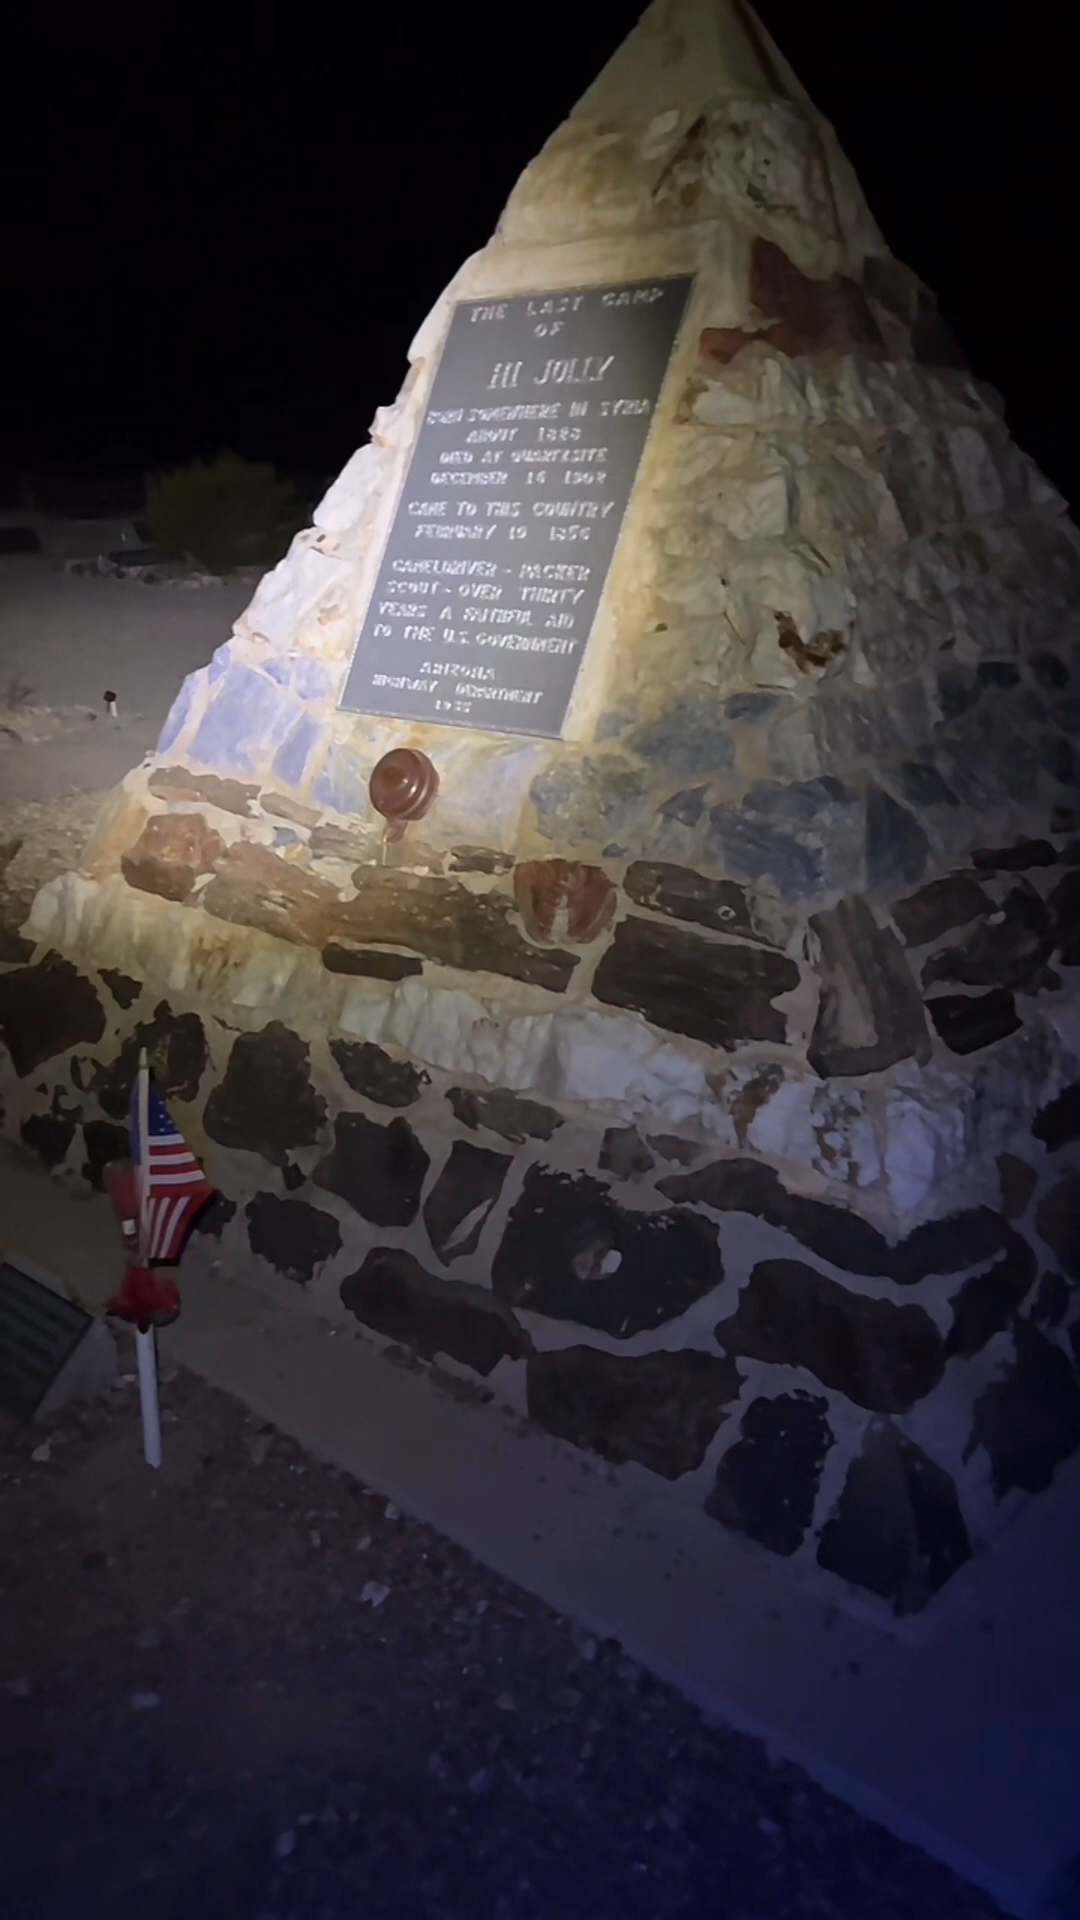 THE LAST CAMP
OF
HI JOLLY
BORN SOMEWHERE IN SYRIA
ABOUT 1828
DIED AT QUARTZSITE
DECEMBER 16 1902
CAME TO THIS COUNTRY
FEBRUARY 10 1856
CAMELDRIVER - PACKER
SCOUT - OVER THIRTY
YEARS A FAITHFUL AID
TO THE U.S. GOVERNMENT
ARIZONA
HIGHWAY DEPARTMENT
1935